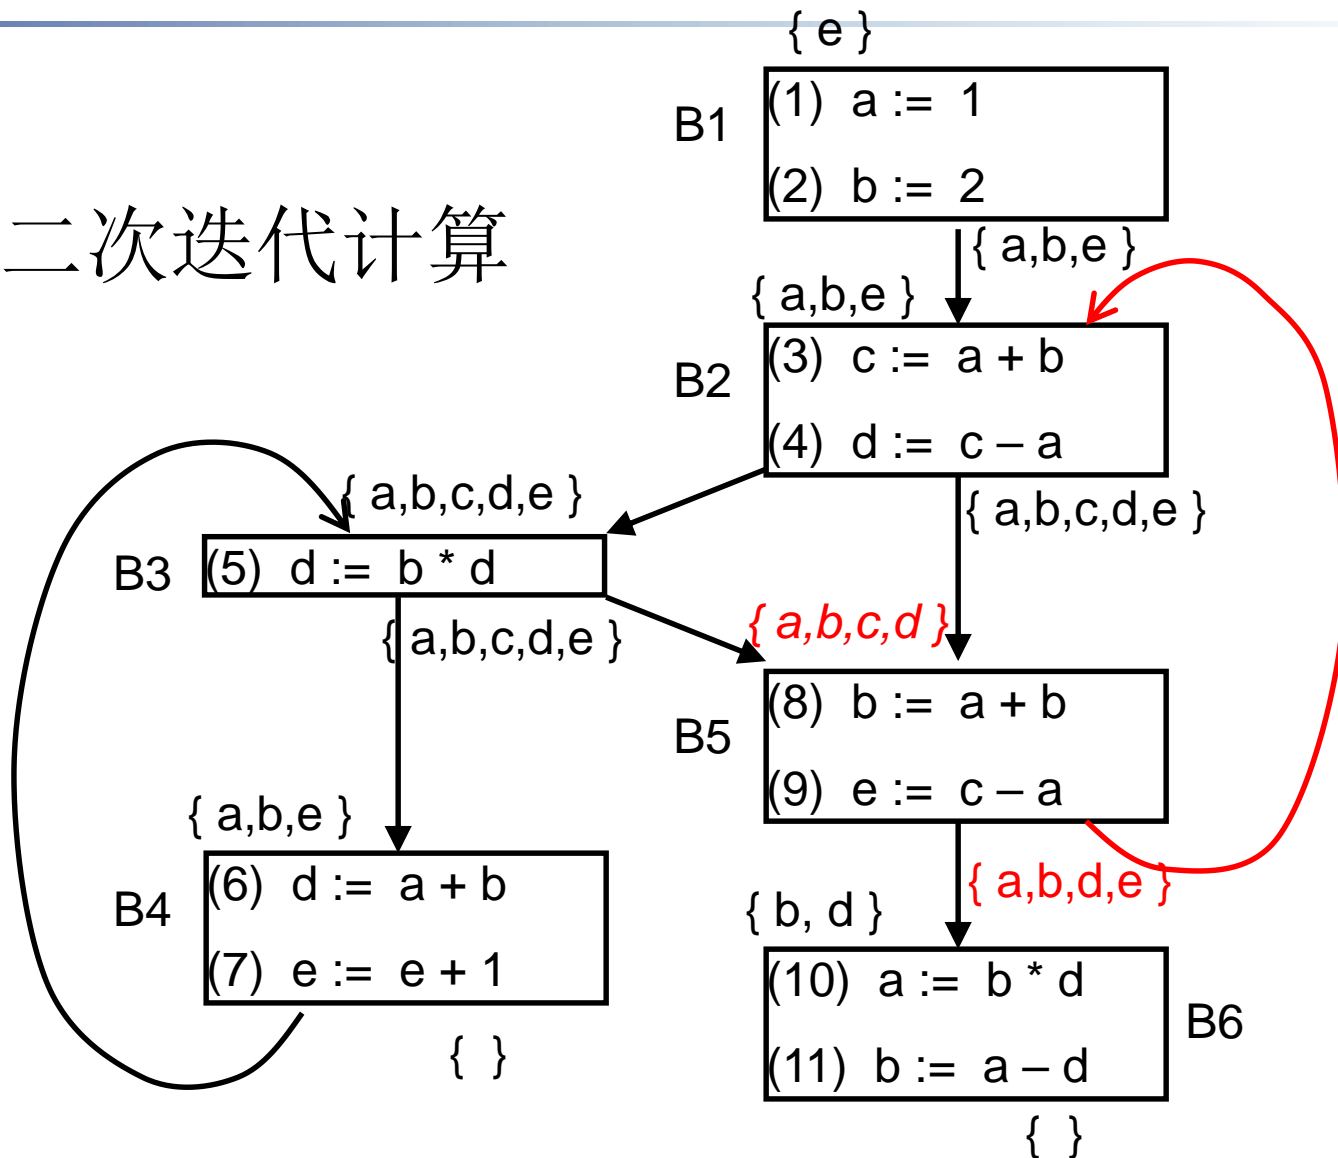 { e }
B1
(1) a := 1
(2) b := 2
二次迭代计算
{ a,b,e }
{ a,b,e }
B2
(3) c := a + b
(4) d := c – a
{ a,b,c,d,e }
{ a,b,c,d,e }
B3
(5) d := b * d
{ a,b,c,d,e }
{ a,b,c,d }
B5
(8) b := a + b
(9) e := c – a
{ a,b,e }
B4
(6) d := a + b
(7) e := e + 1
{ }
{ a,b,d,e }
{ b, d }
(10) a := b * d
(11) b := a – d
B6
{ }